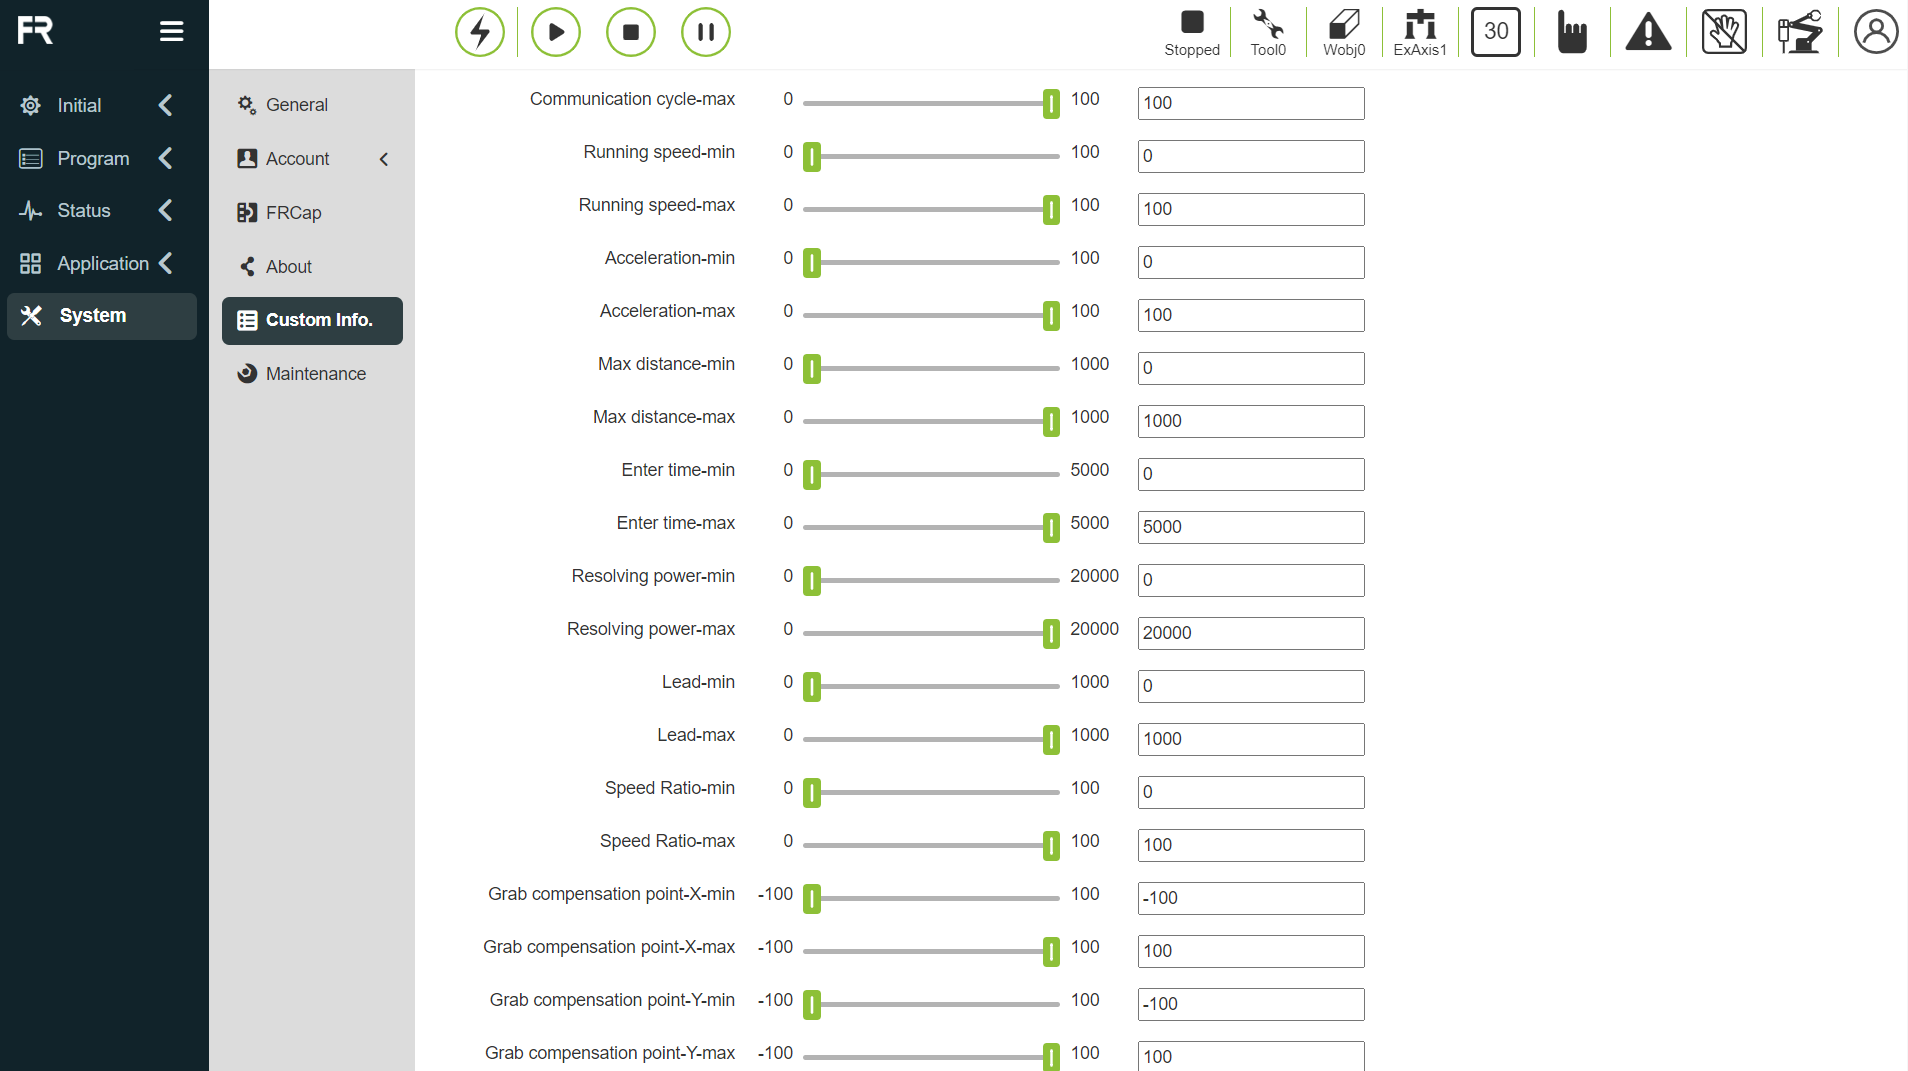 FR
Stopped
Tool0
Wobj0
ExAxis1
30
Initial
Program
Status
Application
System
General
Account
FRCap
About
Custom Info.
Maintenance
Communication cycle-max 0 100 100
Running speed-min 0 100 0
Running speed-max 0 100 100
Acceleration-min 0 100 0
Acceleration-max 0 100 100
Max distance-min 0 1000 0
Max distance-max 0 1000 1000
Enter time-min 0 5000 0
Enter time-max 0 5000 5000
Resolving power-min 0 20000 0
Resolving power-max 0 20000 20000
Lead-min 0 1000 0
Lead-max 0 1000 1000
Speed Ratio-min 0 100 0
Speed Ratio-max 0 100 100
Grab compensation point-X-min -100 100 -100
Grab compensation point-X-max -100 100 100
Grab compensation point-Y-min -100 100 -100
Grab compensation point-Y-max -100 100 100